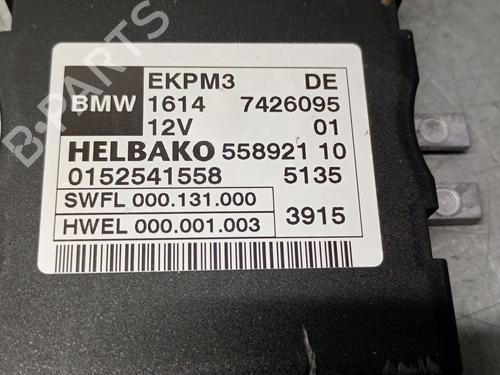 EKPM3 DE
BMW 1614 7426095
12V 01
HELBAKO 558921 10
0152541558 5135
SWFL 000.131.000
HWEL 000.001.003 3915
B-PARTS